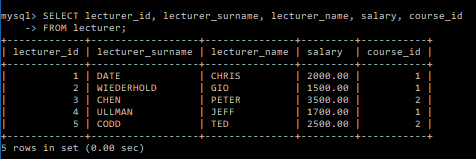 mysql> SELECT lecturer_id, lecturer_surname, lecturer_name, salary, course_id
-> FROM lecturer;
+-------------+------------------+---------------+---------+-----------+
| lecturer_id | lecturer_surname | lecturer_name | salary | course_id |
+-------------+------------------+---------------+---------+-----------+
| 1 | DATE | CHRIS | 2000.00 | 1 |
| 2 | WIEDERHOLD | GIO | 1500.00 | 1 |
| 3 | CHEN | PETER | 3500.00 | 2 |
| 4 | ULLMAN | JEFF | 1700.00 | 1 |
| 5 | CODD | TED | 2500.00 | 2 |
+-------------+------------------+---------------+---------+-----------+
5 rows in set (0.00 sec)